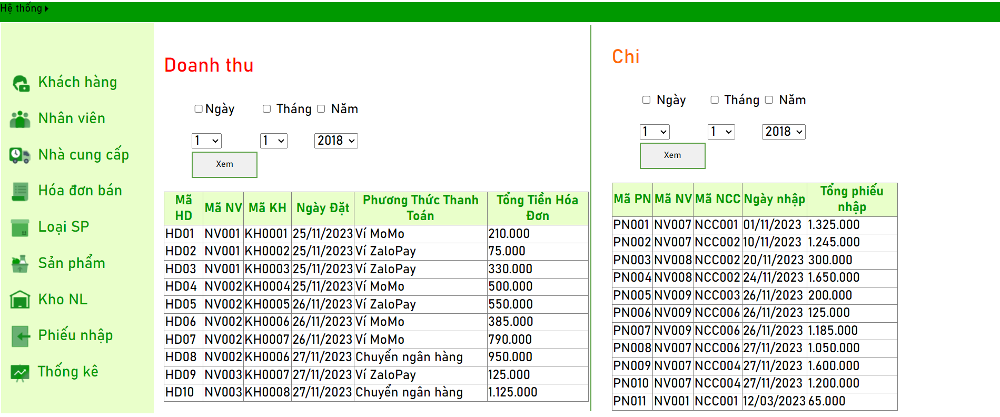 Hệ thống
Khách hàng
Nhân viên
Nhà cung cấp
Hóa đơn bán
Loại SP
Sản phẩm
Kho NL
Phiếu nhập
Thống kê
Doanh thu
Ngày Tháng Năm
1 1 2018
Xem
Mã HD Mã NV Mã KH Ngày Đặt Phương Thức Thanh Toán Tổng Tiền Hóa Đơn
HD01 NV001 KH0001 25/11/2023 Ví MoMo 210.000
HD02 NV001 KH0002 25/11/2023 Ví ZaloPay 75.000
HD03 NV001 KH0003 25/11/2023 Ví ZaloPay 330.000
HD04 NV002 KH0004 25/11/2023 Ví MoMo 500.000
HD05 NV002 KH0005 26/11/2023 Ví ZaloPay 550.000
HD06 NV002 KH0006 26/11/2023 Ví MoMo 385.000
HD07 NV002 KH0007 26/11/2023 Ví MoMo 790.000
HD08 NV002 KH0006 27/11/2023 Chuyển ngân hàng 950.000
HD09 NV003 KH0007 27/11/2023 Ví ZaloPay 125.000
HD10 NV003 KH0008 27/11/2023 Chuyển ngân hàng 1.125.000
Chi
Ngày Tháng Năm
1 1 2018
Xem
Mã PN Mã NV Mã NCC Ngày nhập Tổng phiếu nhập
PN001 NV007 NCC001 01/11/2023 1.325.000
PN002 NV007 NCC002 10/11/2023 1.245.000
PN003 NV008 NCC002 20/11/2023 300.000
PN004 NV008 NCC002 24/11/2023 1.650.000
PN005 NV009 NCC003 26/11/2023 200.000
PN006 NV009 NCC006 26/11/2023 125.000
PN007 NV009 NCC006 26/11/2023 1.185.000
PN008 NV007 NCC006 27/11/2023 1.050.000
PN009 NV007 NCC004 27/11/2023 1.600.000
PN010 NV007 NCC004 27/11/2023 1.200.000
PN011 NV001 NCC001 12/03/2023 65.000